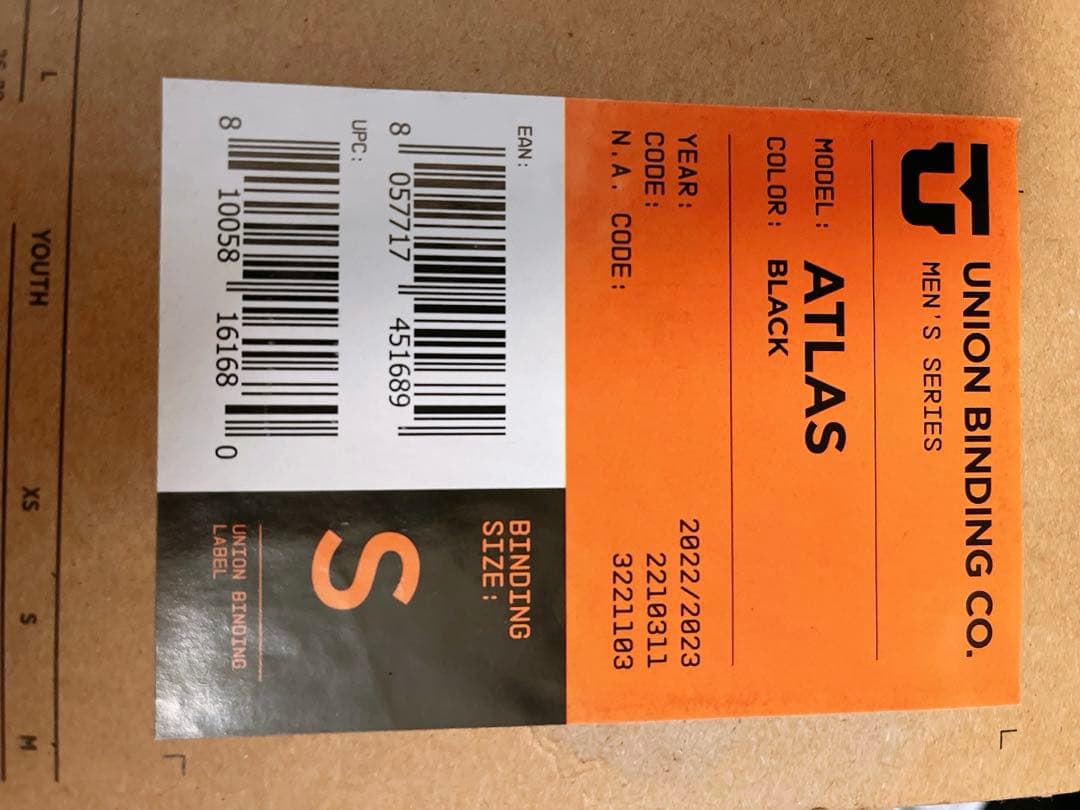 UNION BINDING CO.
MEN'S SERIES
MODEL: ATLAS
COLOR: BLACK
YEAR: 2022/2023
CODE: 2210311
N.A. CODE: 3221103
EAN:
8 057717 451689
UPC:
8 10058 16168 0
BINDING
SIZE:
S
UNION BINDING
LABEL
L
YOUTH XS S M